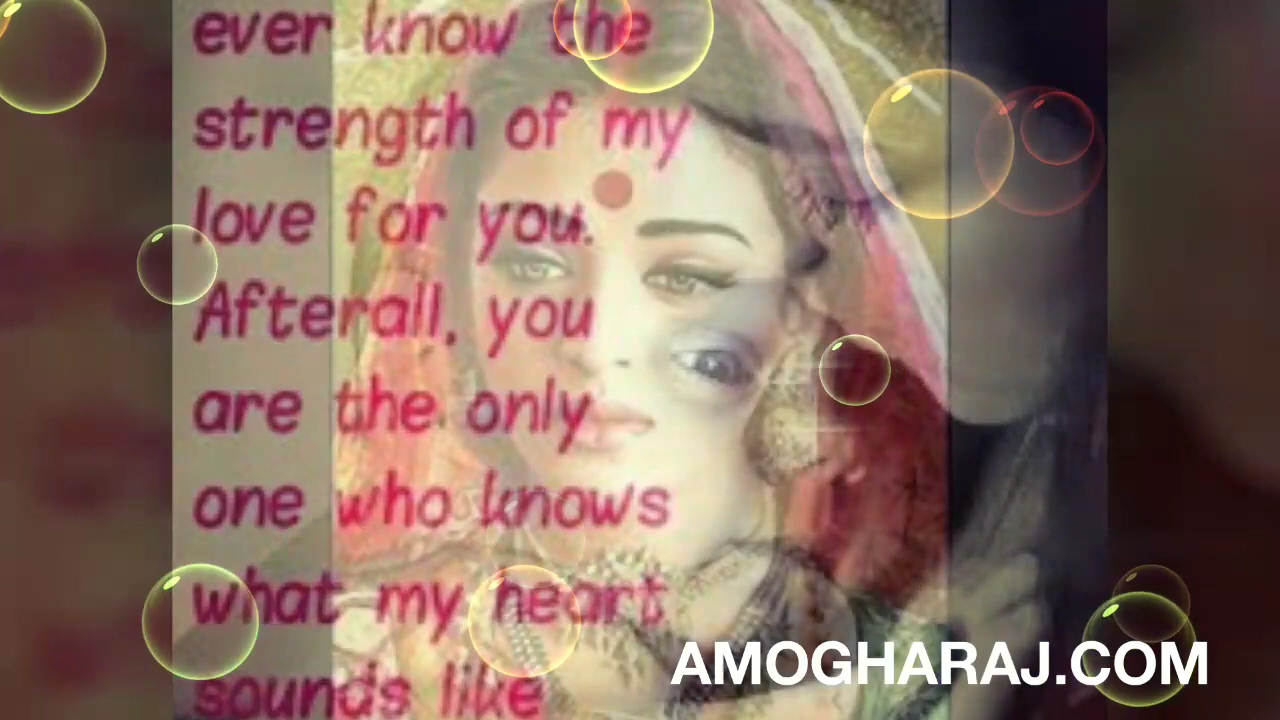 ever know the
strength of my
love for you.
Afterall, you
are the only
one who knows
what my heart
sounds like
AMOGHARAJ.COM